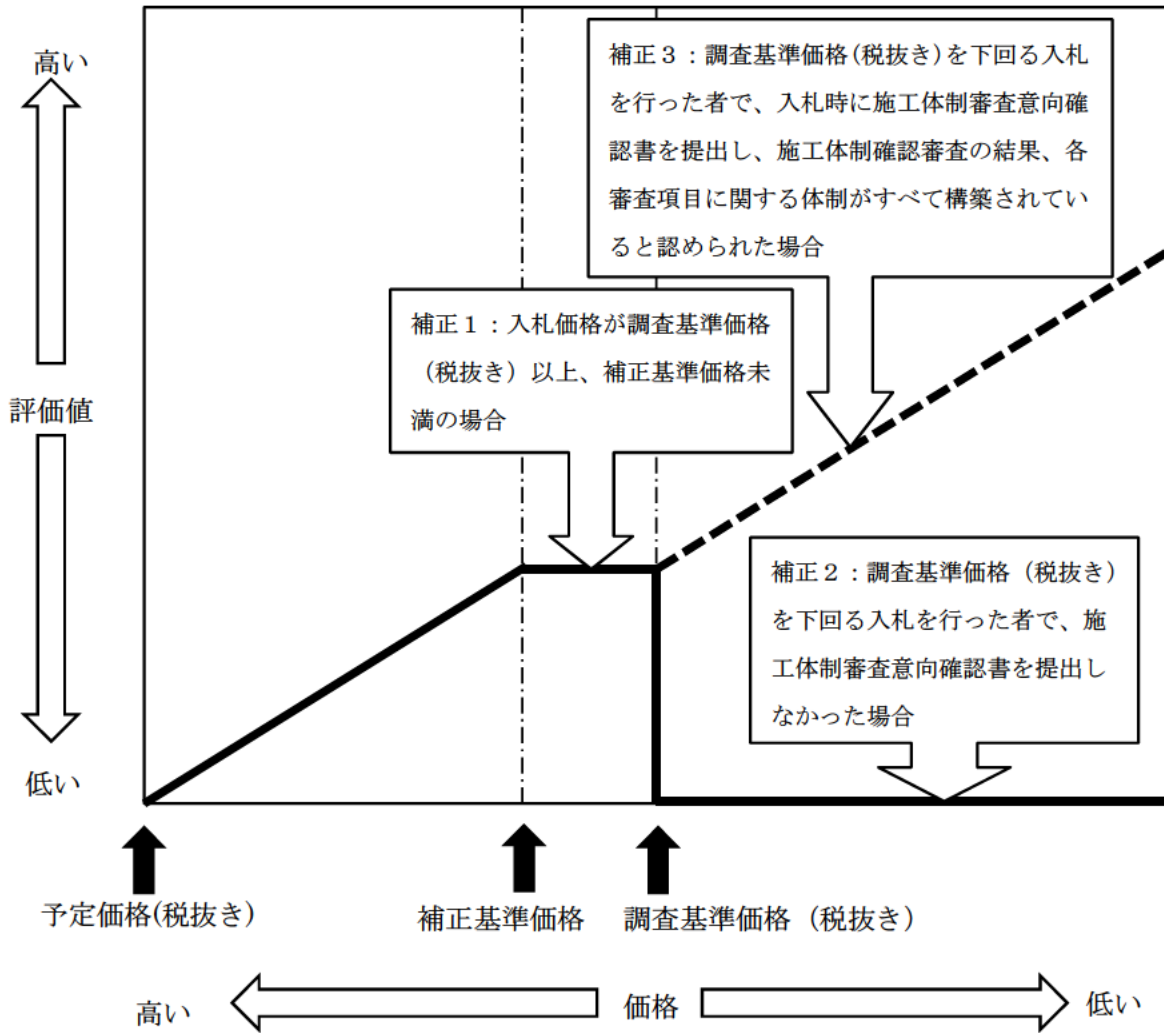 高い
評価値
低い
補正３：調査基準価格(税抜き)を下回る入札
を行った者で、入札時に施工体制審査意向確
認書を提出し、施工体制確認審査の結果、各
審査項目に関する体制がすべて構築されてい
ると認められた場合
補正１：入札価格が調査基準価格
（税抜き）以上、補正基準価格未
満の場合
補正２：調査基準価格（税抜き）
を下回る入札を行った者で、施
工体制審査意向確認書を提出し
なかった場合
予定価格(税抜き)
補正基準価格
調査基準価格（税抜き）
高い
価格
低い